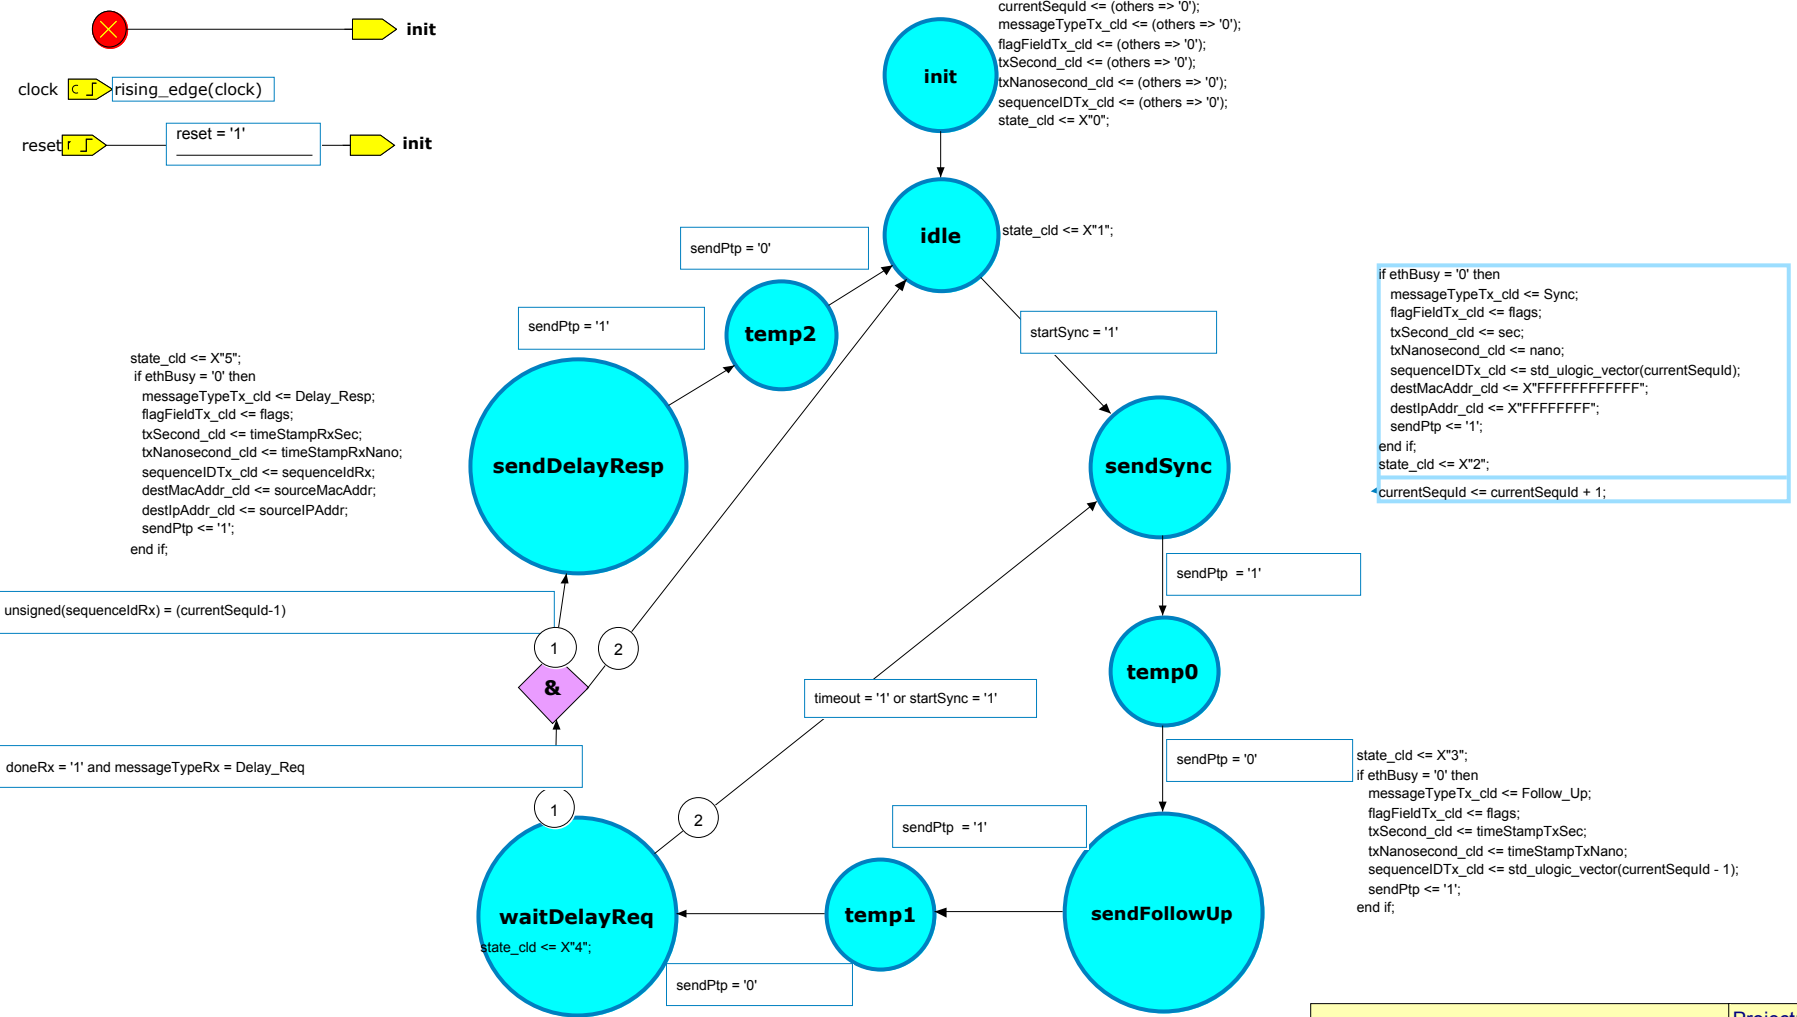 init
clock
C
rising_edge(clock)
reset
r
reset = '1'
init
currentSequId <= (others => '0');
messageTypeTx_cld <= (others => '0');
flagFieldTx_cld <= (others => '0');
txSecond_cld <= (others => '0');
txNanosecond_cld <= (others => '0');
sequenceIDTx_cld <= (others => '0');
state_cld <= X"0";
init
idle
state_cld <= X"1";
sendPtp = '0'
sendPtp = '1'
temp2
startSync = '1'
if ethBusy = '0' then
messageTypeTx_cld <= Sync;
flagFieldTx_cld <= flags;
txSecond_cld <= sec;
txNanosecond_cld <= nano;
sequenceIDTx_cld <= std_ulogic_vector(currentSequId);
destMacAddr_cld <= X"FFFFFFFFFFFF";
destIpAddr_cld <= X"FFFFFFFF";
sendPtp <= '1';
end if;
state_cld <= X"2";
currentSequId <= currentSequId + 1;
state_cld <= X"5";
if ethBusy = '0' then
messageTypeTx_cld <= Delay_Resp;
flagFieldTx_cld <= flags;
txSecond_cld <= timeStampRxSec;
txNanosecond_cld <= timeStampRxNano;
sequenceIDTx_cld <= sequenceIdRx;
destMacAddr_cld <= sourceMacAddr;
destIpAddr_cld <= sourceIPAddr;
sendPtp <= '1';
end if;
sendDelayResp
sendSync
sendPtp = '1'
unsigned(sequenceIdRx) = (currentSequId-1)
1
2
&
temp0
timeout = '1' or startSync = '1'
doneRx = '1' and messageTypeRx = Delay_Req
1
2
sendPtp = '0'
state_cld <= X"3";
if ethBusy = '0' then
messageTypeTx_cld <= Follow_Up;
flagFieldTx_cld <= flags;
txSecond_cld <= timeStampTxSec;
txNanosecond_cld <= timeStampTxNano;
sequenceIDTx_cld <= std_ulogic_vector(currentSequId - 1);
sendPtp <= '1';
end if;
sendPtp = '1'
waitDelayReq
state_cld <= X"4";
temp1
sendFollowUp
sendPtp = '0'